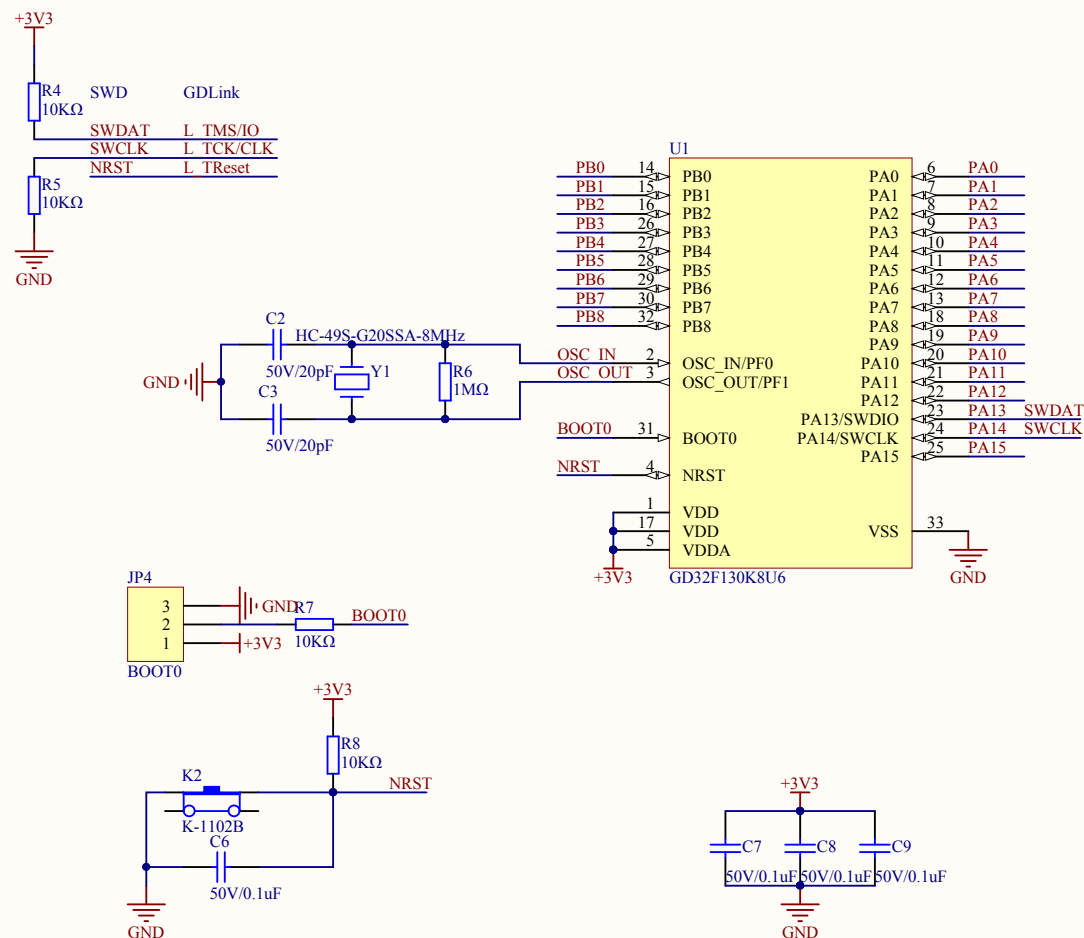 +3V3
R4
10KΩ
SWD GDLink
SWDAT L_TMS/IO
SWCLK L_TCK/CLK
NRST L_TReset
R5
10KΩ
GND
U1
PB0 14 PB0 PA0 6 PA0
PB1 15 PB1 PA1 7 PA1
PB2 16 PB2 PA2 8 PA2
PB3 26 PB3 PA3 9 PA3
PB4 27 PB4 PA4 10 PA4
PB5 28 PB5 PA5 11 PA5
PB6 29 PB6 PA6 12 PA6
PB7 30 PB7 PA7 13 PA7
PB8 32 PB8 PA8 18 PA8
PA9 19 PA9
OSC_IN 2 OSC_IN/PF0 PA10 20 PA10
OSC_OUT 3 OSC_OUT/PF1 PA11 21 PA11
PA12 22 PA12
PA13/SWDIO 23 PA13 SWDAT
BOOT0 31 BOOT0 PA14/SWCLK 24 PA14 SWCLK
PA15 25 PA15
NRST 4 NRST
1 VDD
17 VDD VSS 33
5 VDDA
+3V3 GND
GD32F130K8U6
C2
HC-49S-G20SSA-8MHz
50V/20pF
GND
Y1
R6
1MΩ
C3
50V/20pF
JP4
3 GND
2 R7 BOOT0
10KΩ
1 +3V3
BOOT0
+3V3
R8
10KΩ
K2
NRST
K-1102B
C6
50V/0.1uF
GND
+3V3
C7 C8 C9
50V/0.1uF 50V/0.1uF 50V/0.1uF
GND